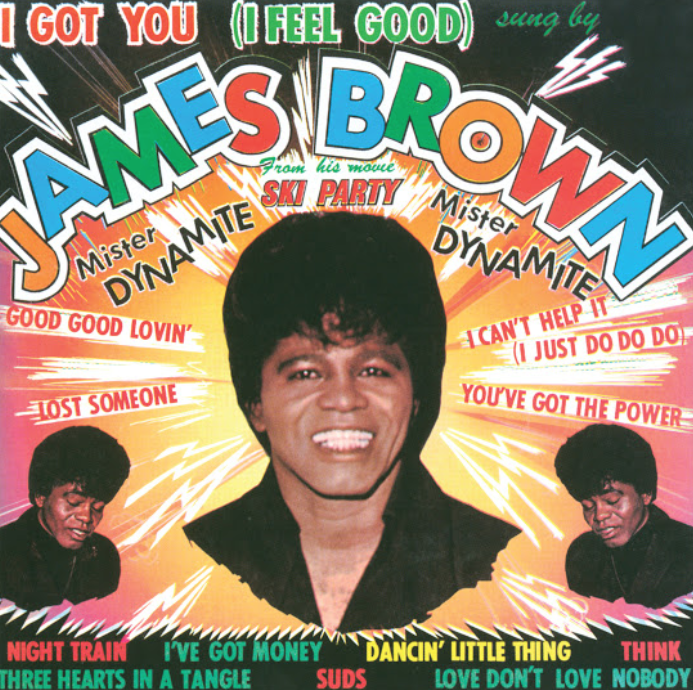 I GOT YOU (I FEEL GOOD) sung by
JAMES BROWN
From his movie
SKI PARTY
Mister
DYNAMITE
Mister
DYNAMITE
GOOD GOOD LOVIN'
I CAN'T HELP IT
(I JUST DO DO DO)
LOST SOMEONE
YOU'VE GOT THE POWER
NIGHT TRAIN I'VE GOT MONEY DANCIN' LITTLE THING THINK
THREE HEARTS IN A TANGLE SUDS LOVE DON'T LOVE NOBODY